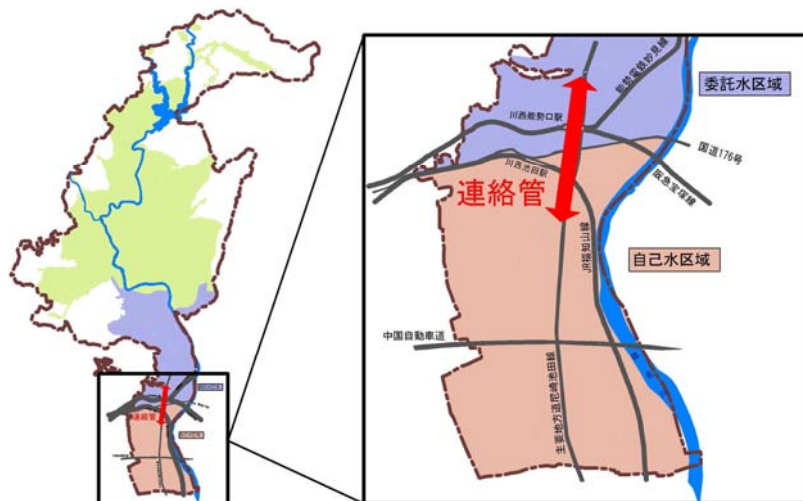 能勢電鉄妙見線
委託水区域
川西能勢口駅
国道176号
川西池田駅
阪急宝塚線
連絡管
JR福知山線
自己水区域
中国自動車道
主要地方道尼崎池田線
連絡管